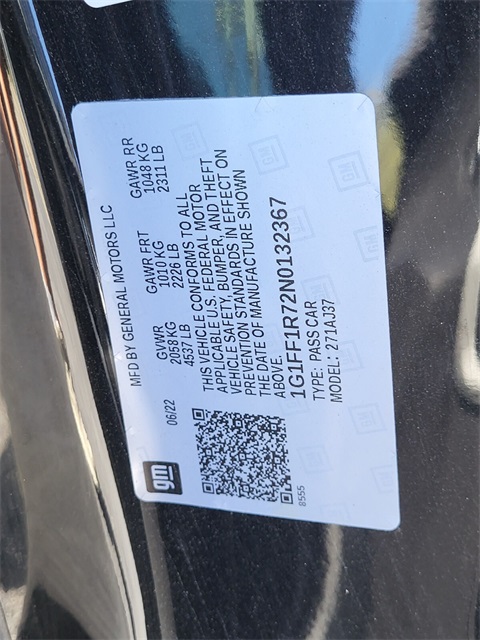 gm
MFD BY GENERAL MOTORS LLC
06/22
GVWR GAWR FRT GAWR RR
2058 KG 1010 KG 1048 KG
4537 LB 2226 LB 2311 LB
THIS VEHICLE CONFORMS TO ALL
APPLICABLE U.S. FEDERAL MOTOR
VEHICLE SAFETY, BUMPER, AND THEFT
PREVENTION STANDARDS IN EFFECT ON
THE DATE OF MANUFACTURE SHOWN
ABOVE.
1G1FF1R72N0132367
TYPE: PASS CAR
MODEL: 271AJ37
8555